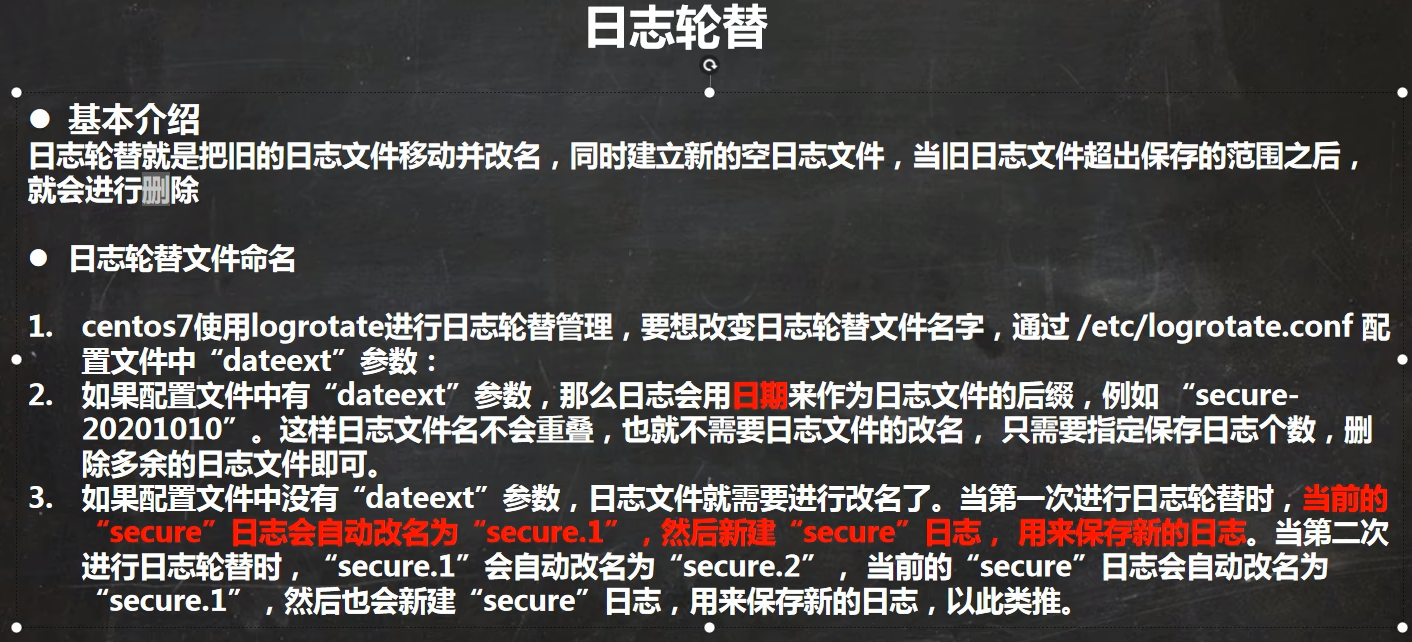 日志轮替
● 基本介绍
日志轮替就是把旧的日志文件移动并改名，同时建立新的空日志文件，当旧日志文件超出保存的范围之后，
就会进行删除
● 日志轮替文件命名
1. centos7使用logrotate进行日志轮替管理，要想改变日志轮替文件名字，通过 /etc/logrotate.conf 配
置文件中“dateext”参数：
2. 如果配置文件中有“dateext”参数，那么日志会用日期来作为日志文件的后缀，例如 “secure-
20201010”。这样日志文件名不会重叠，也就不需要日志文件的改名， 只需要指定保存日志个数，删
除多余的日志文件即可。
3. 如果配置文件中没有“dateext”参数，日志文件就需要进行改名了。当第一次进行日志轮替时，当前的
“secure”日志会自动改名为“secure.1”，然后新建“secure”日志， 用来保存新的日志。当第二次
进行日志轮替时，“secure.1”会自动改名为“secure.2”， 当前的“secure”日志会自动改名为
“secure.1”，然后也会新建“secure”日志，用来保存新的日志，以此类推。